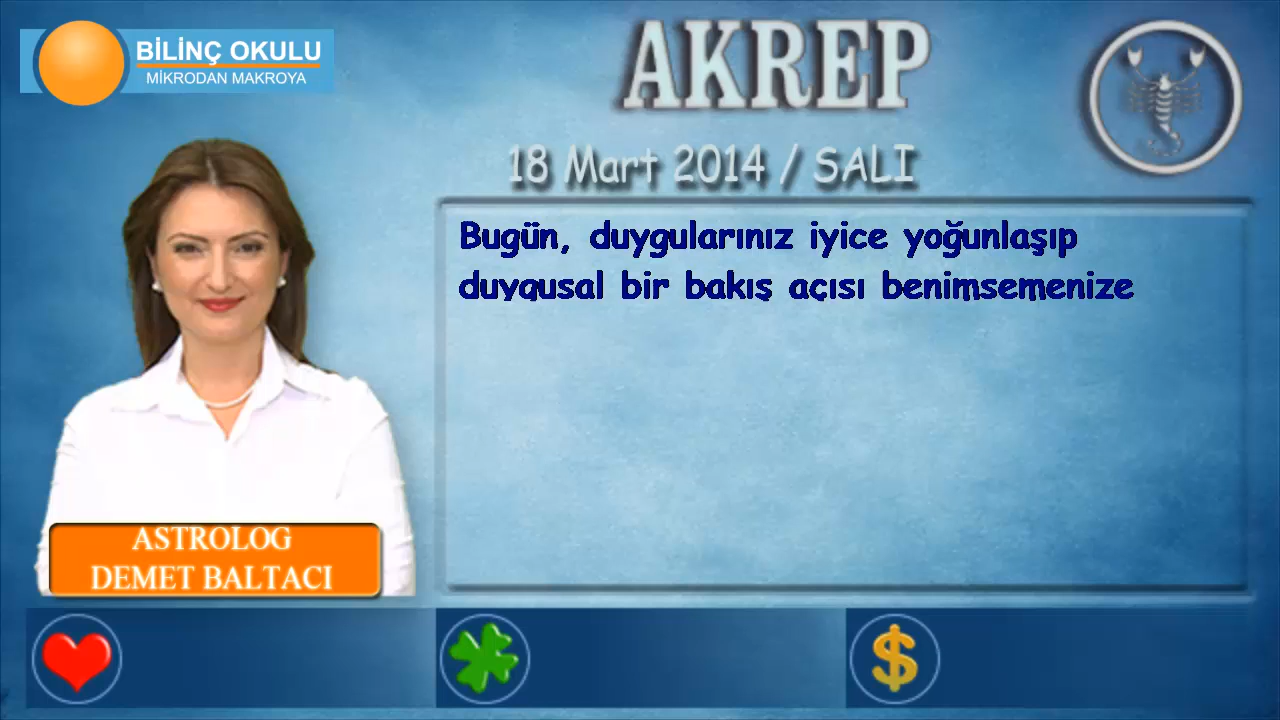 BİLİNÇ OKULU
MİKRODAN MAKROYA
AKREP
18 Mart 2014 / SALI
Bugün, duygularınız iyice yoğunlaşıp
duygusal bir bakış açısı benimsemenize
ASTROLOG
DEMET BALTACI